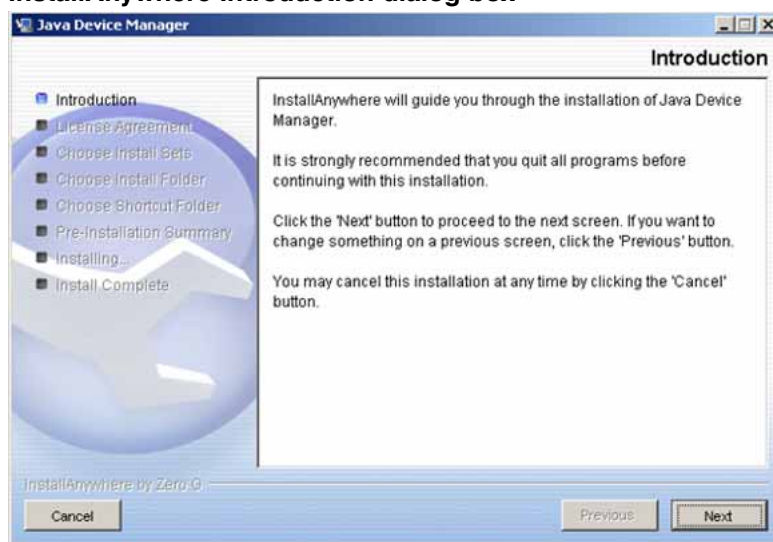 InstallAnywhere Introduction dialog box
Java Device Manager
Introduction
Introduction
License Agreement
Choose Install Sets
Choose Install Folder
Choose Shortcut Folder
Pre-Installation Summary
Installing...
Install Complete
InstallAnywhere will guide you through the installation of Java Device
Manager.
It is strongly recommended that you quit all programs before
continuing with this installation.
Click the 'Next' button to proceed to the next screen. If you want to
change something on a previous screen, click the 'Previous' button.
You may cancel this installation at any time by clicking the 'Cancel'
button.
InstallAnywhere by Zero G
Cancel
Previous
Next